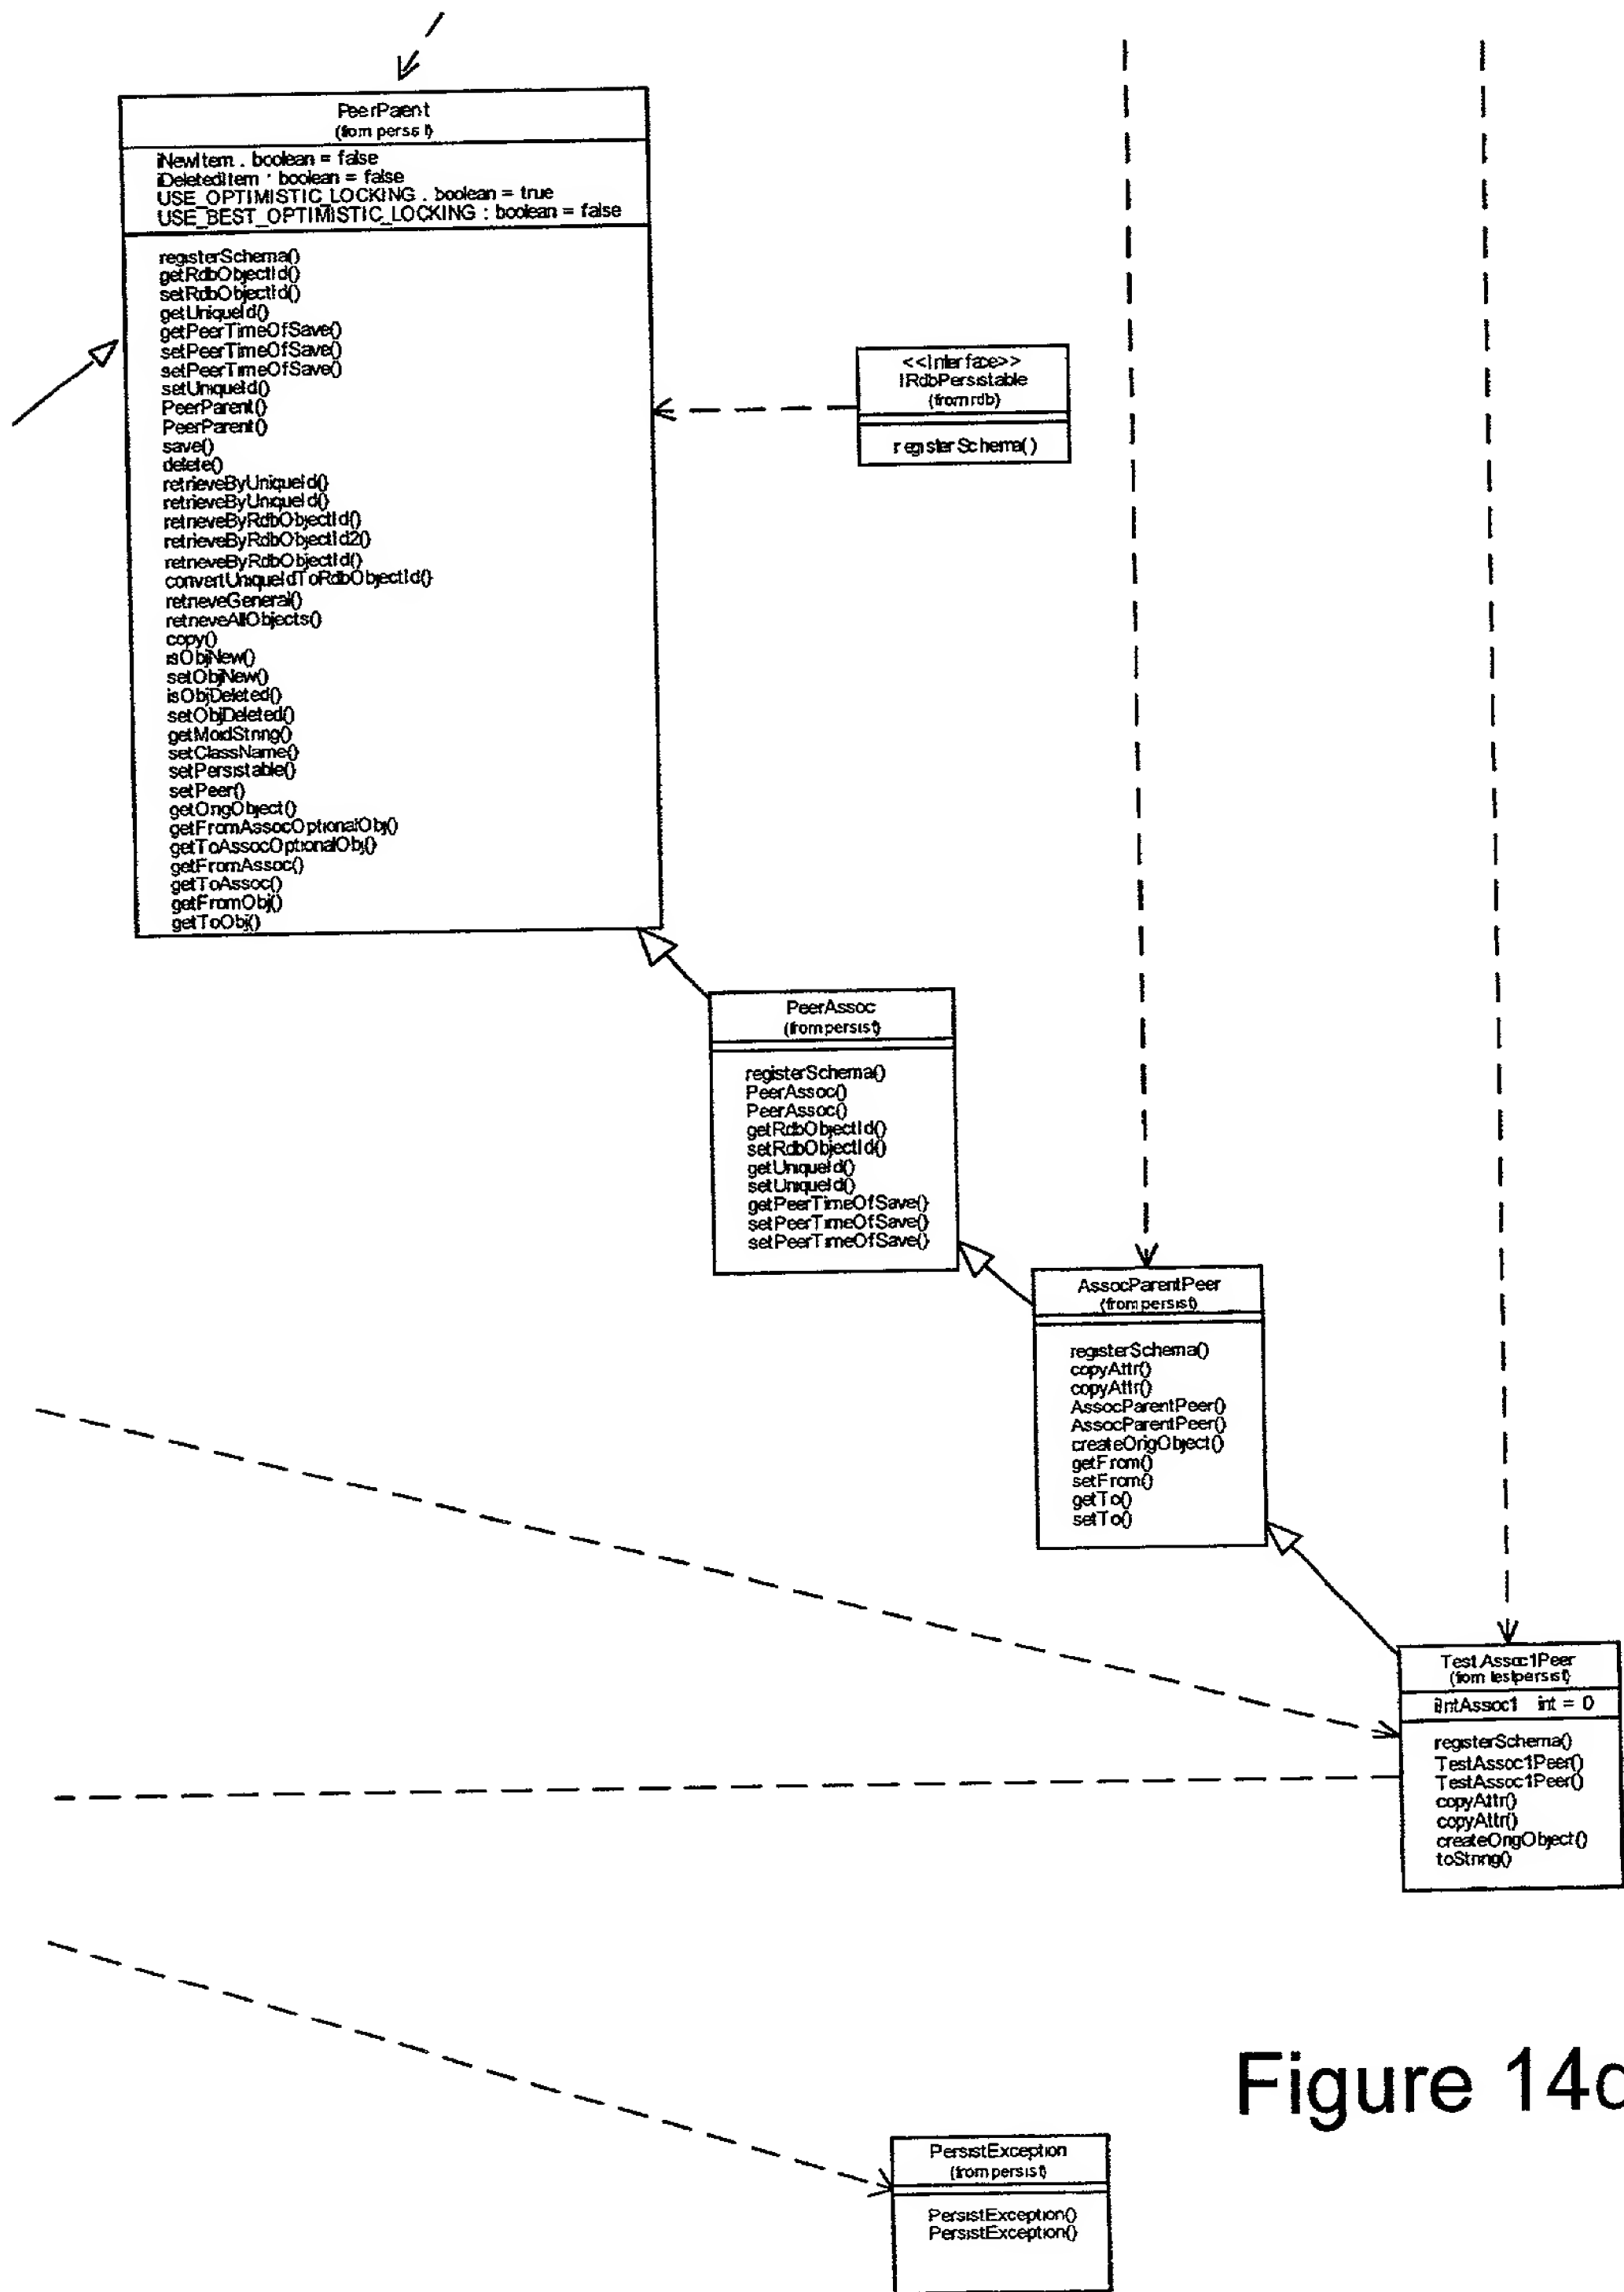 PeerParent
(from persist)
iNewItem : boolean = false
iDeletedItem : boolean = false
USE_OPTIMISTIC_LOCKING : boolean = true
USE_BEST_OPTIMISTIC_LOCKING : boolean = false
registerSchema()
getRdbObjectId()
setRdbObjectId()
getUniqueId()
getPeerTimeOfSave()
setPeerTimeOfSave()
setPeerTimeOfSave()
setUniqueId()
PeerParent()
PeerParent()
save()
delete()
retrieveByUniqueId()
retrieveByUniqueId()
retrieveByRdbObjectId()
retrieveByRdbObjectId2()
retrieveByRdbObjectId()
convertUniqueIdToRdbObjectId()
retrieveGeneral()
retrieveAllObjects()
copy()
isObjNew()
setObjNew()
isObjDeleted()
setObjDeleted()
getMoidString()
setClassName()
setPersistable()
setPeer()
getOrigObject()
getFromAssocOptionalObj()
getToAssocOptionalObj()
getFromAssoc()
getToAssoc()
getFromObj()
getToObj()
<<Interface>>
IRdbPersistable
(from rdb)
registerSchema()
PeerAssoc
(from persist)
registerSchema()
PeerAssoc()
PeerAssoc()
getRdbObjectId()
setRdbObjectId()
getUniqueId()
setUniqueId()
getPeerTimeOfSave()
setPeerTimeOfSave()
setPeerTimeOfSave()
AssocParentPeer
(from persist)
registerSchema()
copyAttr()
copyAttr()
AssocParentPeer()
AssocParentPeer()
createOrigObject()
getFrom()
setFrom()
getTo()
setTo()
TestAssoc1Peer
(from testpersist)
iIntAssoc1 int = 0
registerSchema()
TestAssoc1Peer()
TestAssoc1Peer()
copyAttr()
copyAttr()
createOrigObject()
toString()
PersistException
(from persist)
PersistException()
PersistException()
Figure